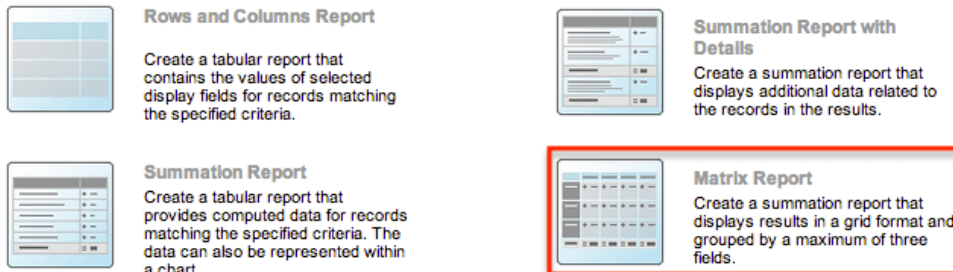 Rows and Columns Report
Create a tabular report that
contains the values of selected
display fields for records matching
the specified criteria.
Summation Report with
Details
Create a summation report that
displays additional data related to
the records in the results.
Summation Report
Create a tabular report that
provides computed data for records
matching the specified criteria. The
data can also be represented within
a chart
Matrix Report
Create a summation report that
displays results in a grid format and
grouped by a maximum of three
fields.